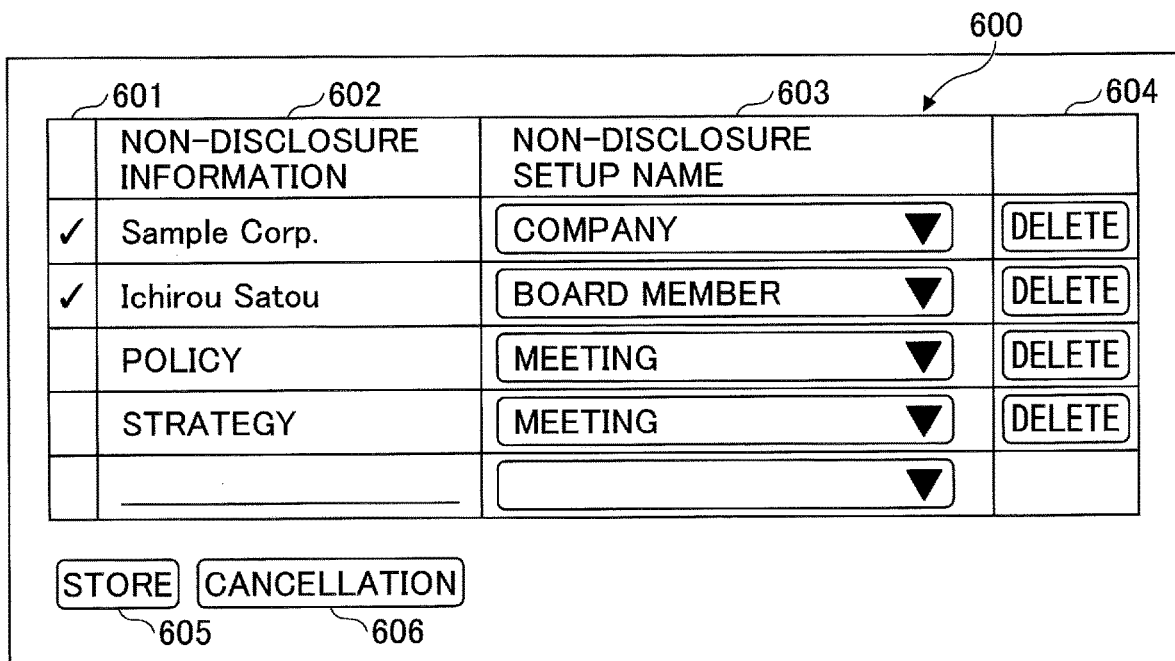 600
601 602 603 604
NON-DISCLOSURE INFORMATION NON-DISCLOSURE SETUP NAME
✓ Sample Corp. COMPANY ▼ DELETE
✓ Ichirou Satou BOARD MEMBER ▼ DELETE
POLICY MEETING ▼ DELETE
STRATEGY MEETING ▼ DELETE
▼
STORE CANCELLATION
605 606